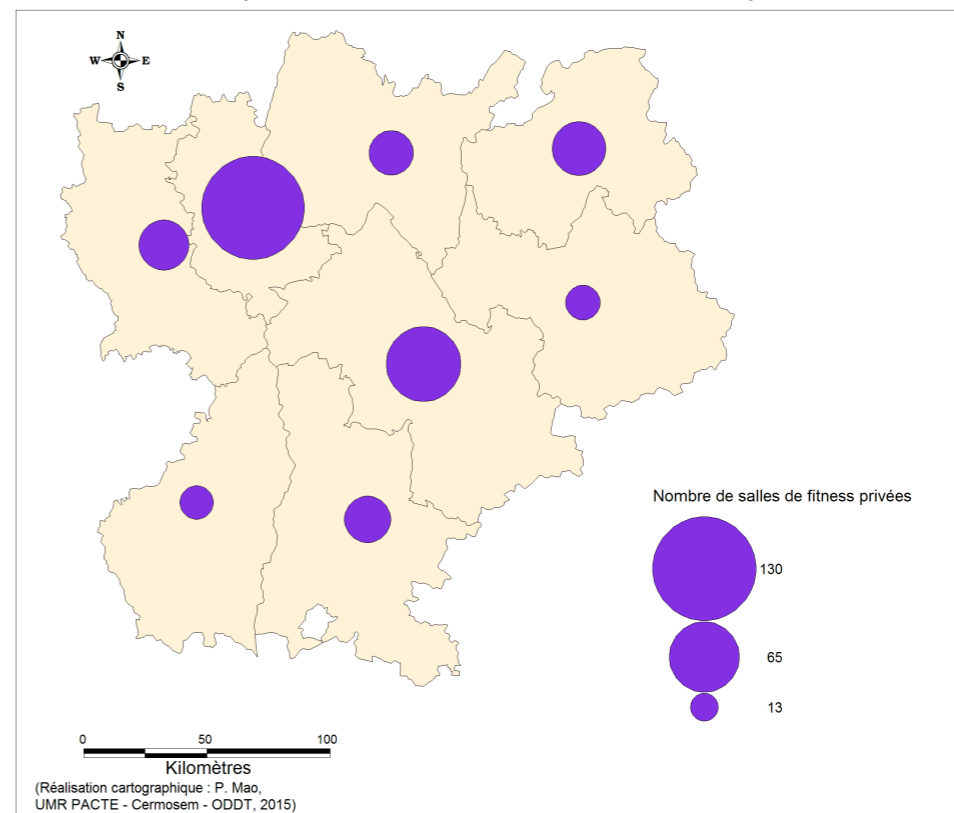 N
W E
S
Nombre de salles de fitness privées
130
65
13
0 50 100
Kilomètres
(Réalisation cartographique : P. Mao,
UMR PACTE - Cermosem - ODDT, 2015)